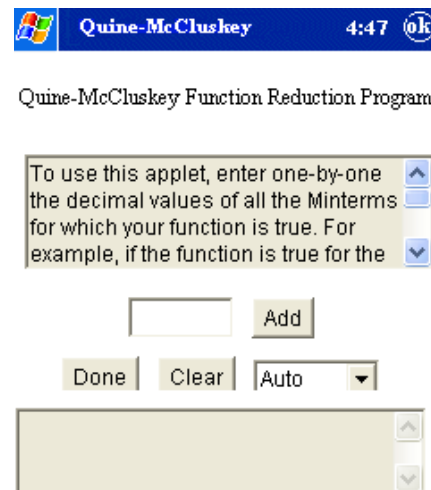 Quine-McCluskey 4:47 ok
Quine-McCluskey Function Reduction Program
To use this applet, enter one-by-one
the decimal values of all the Minterms
for which your function is true. For
example, if the function is true for the
Add
Done Clear Auto